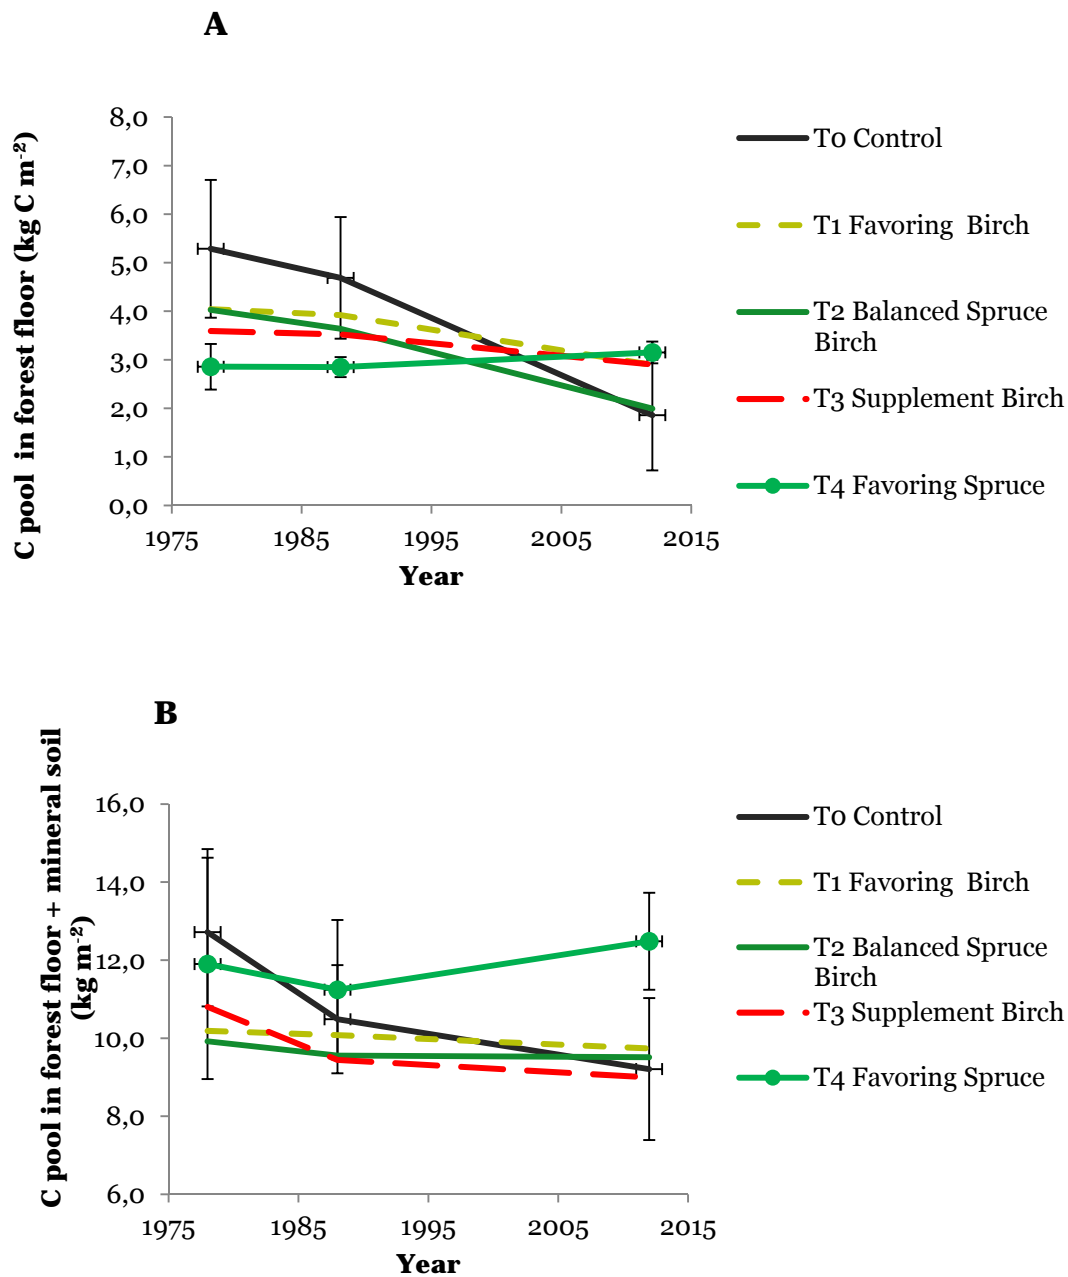 A
C pool in forest floor (kg C m⁻²)
8,0
7,0
6,0
5,0
4,0
3,0
2,0
1,0
0,0
1975
1985
1995
2005
2015
Year
T0 Control
T1 Favoring Birch
T2 Balanced Spruce
Birch
T3 Supplement Birch
T4 Favoring Spruce
B
C pool in forest floor + mineral soil
(kg m⁻²)
16,0
14,0
12,0
10,0
8,0
6,0
1975
1985
1995
2005
2015
Year
T0 Control
T1 Favoring Birch
T2 Balanced Spruce
Birch
T3 Supplement Birch
T4 Favoring Spruce